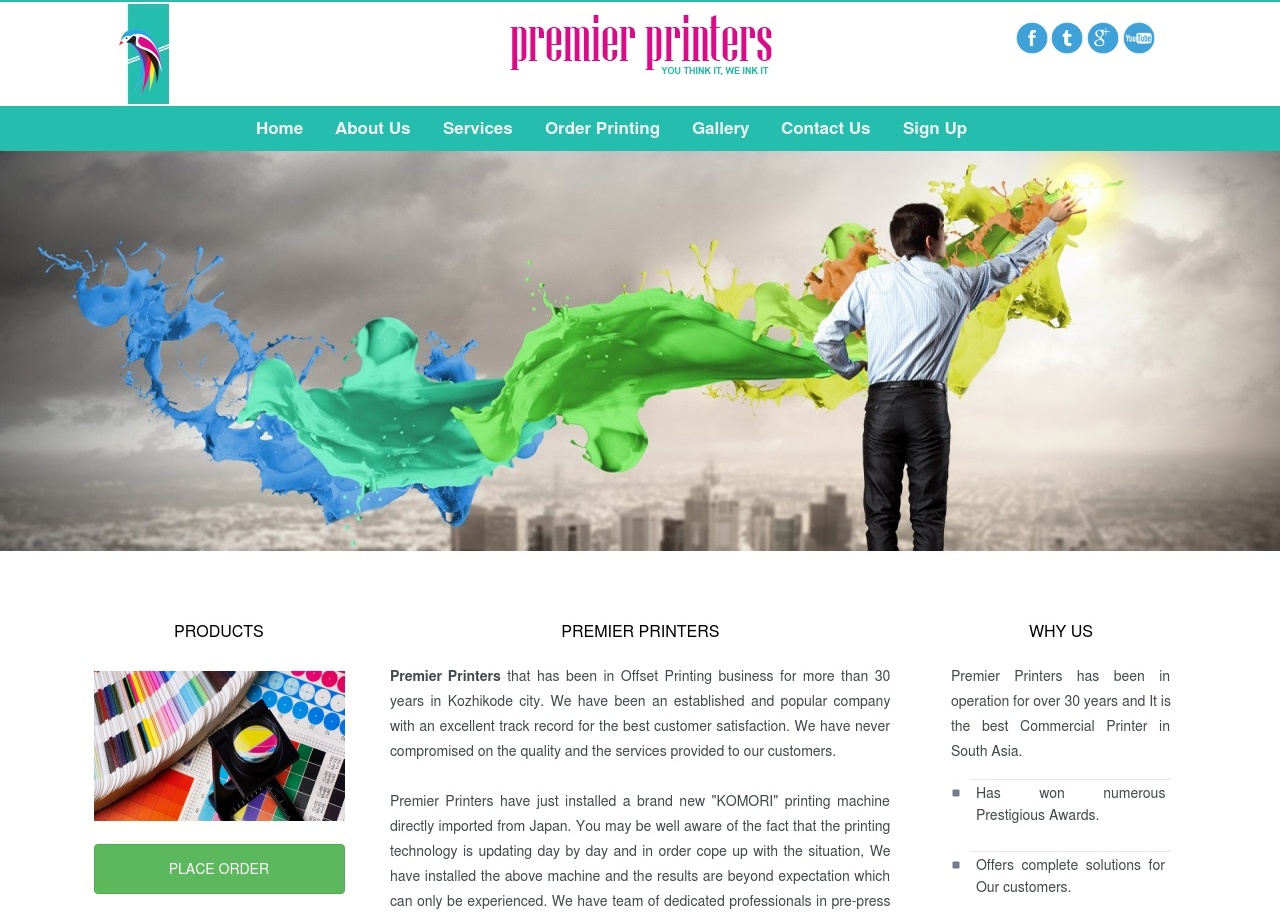 premier printers
YOU THINK IT, WE INK IT
f t g+ You Tube
Home About Us Services Order Printing Gallery Contact Us Sign Up
PRODUCTS
PLACE ORDER
PREMIER PRINTERS
Premier Printers that has been in Offset Printing business for more than 30
years in Kozhikode city. We have been an established and popular company
with an excellent track record for the best customer satisfaction. We have never
compromised on the quality and the services provided to our customers.
Premier Printers have just installed a brand new "KOMORI" printing machine
directly imported from Japan. You may be well aware of the fact that the printing
technology is updating day by day and in order cope up with the situation, We
have installed the above machine and the results are beyond expectation which
can only be experienced. We have team of dedicated professionals in pre-press
WHY US
Premier Printers has been in
operation for over 30 years and It is
the best Commercial Printer in
South Asia.
Has won numerous
Prestigious Awards.
Offers complete solutions for
Our customers.